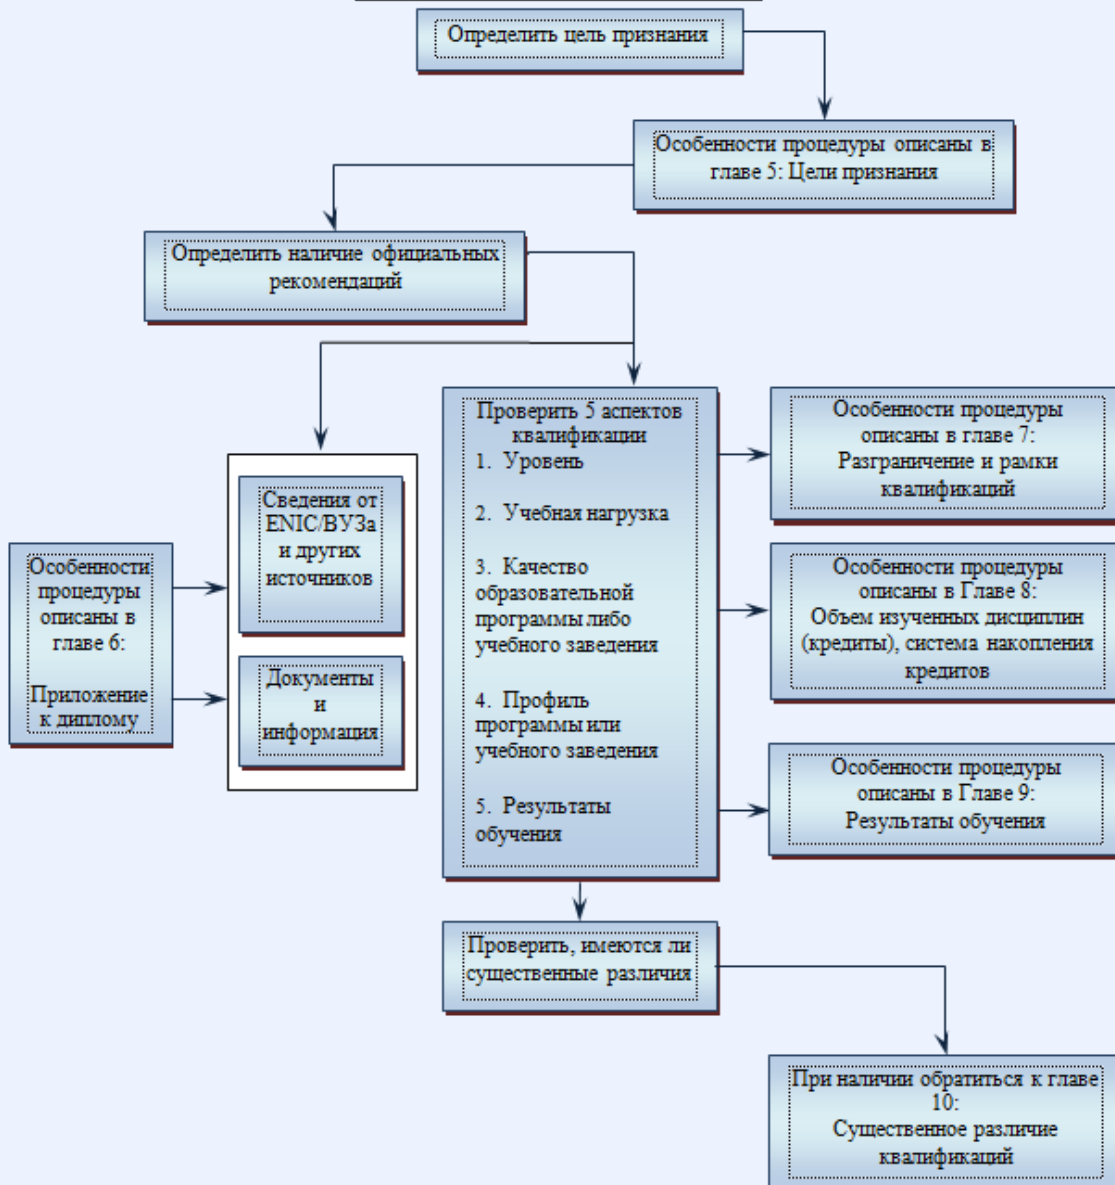 Определить цель признания
Особенности процедуры описаны в
главе 5: Цели признания
Определить наличие официальных
рекомендаций
Проверить 5 аспектов
квалификации
1. Уровень
2. Учебная нагрузка
3. Качество
образовательной
программы либо
учебного заведения
4. Профиль
программы или
учебного заведения
5. Результаты
обучения
Особенности процедуры
описаны в главе 7:
Разграничение и рамки
квалификаций
Сведения от
ENIC/ВУЗа
и других
источников
Особенности
процедуры
описаны в
главе 6:
Приложение
к диплому
Документы
и
информация
Особенности процедуры
описаны в Главе 8:
Объем изученных дисциплин
(кредиты), система накопления
кредитов
Особенности процедуры
описаны в Главе 9:
Результаты обучения
Проверить, имеются ли
существенные различия
При наличии обратиться к главе
10:
Существенное различие
квалификаций